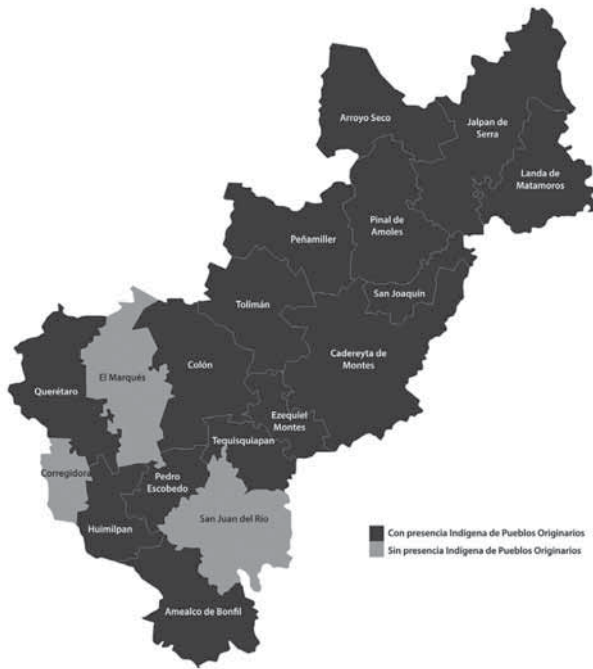 Arroyo Seco
Jalpan de
Serra
Landa de
Matamoros
Pinal de
Amoles
Peñamiller
San Joaquín
Tolimán
Cadereyta de
Montes
Colón
El Marqués
Querétaro
Ezequiel
Montes
Tequisquiapan
Corregidora
Pedro
Escobedo
San Juan del Río
Huimilpan
Amealco de Bonfil
Con presencia Indígena de Pueblos Originarios
Sin presencia Indígena de Pueblos Originarios